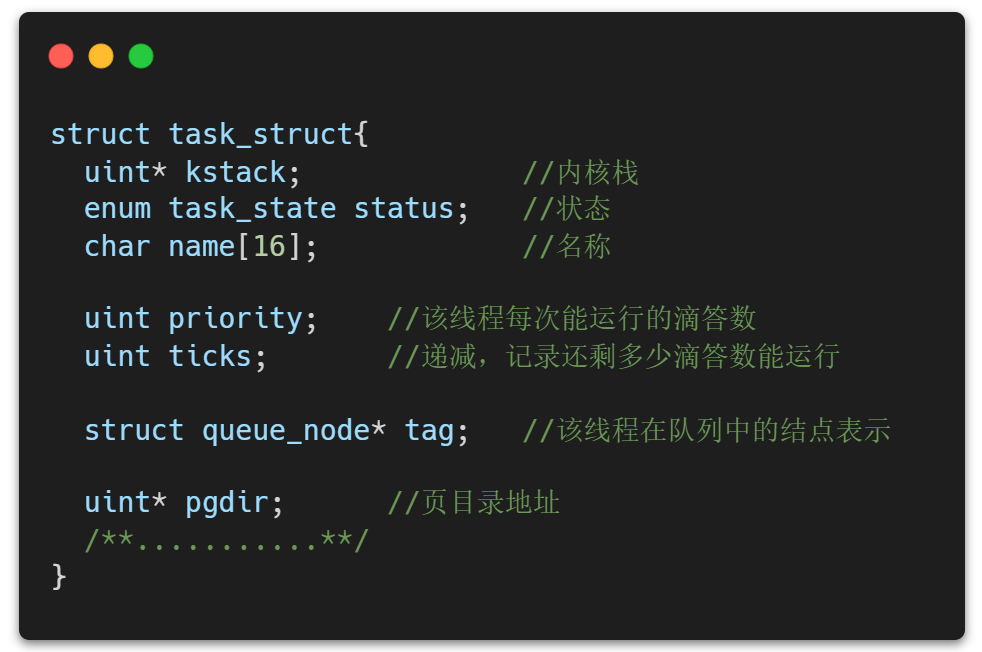 struct task_struct{
uint* kstack; //内核栈
enum task_state status; //状态
char name[16]; //名称
uint priority; //该线程每次能运行的滴答数
uint ticks; //递减，记录还剩多少滴答数能运行
struct queue_node* tag; //该线程在队列中的结点表示
uint* pgdir; //页目录地址
/**...........**/
}